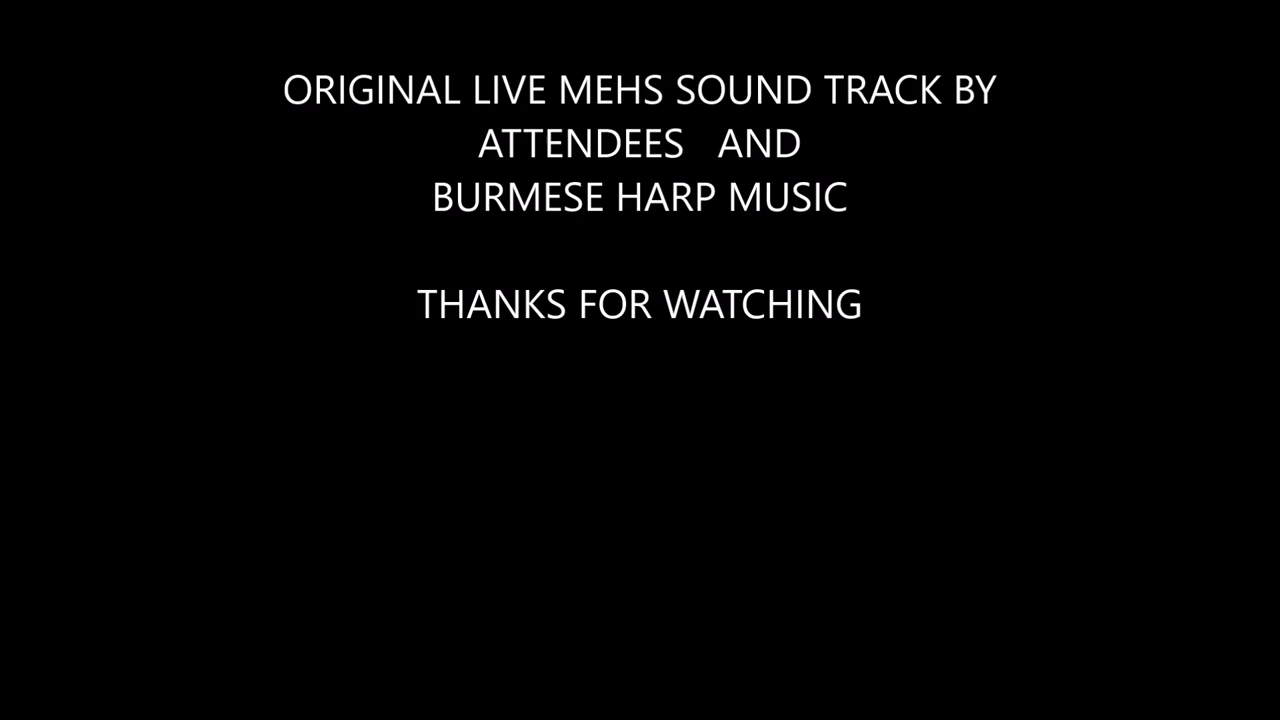 ORIGINAL LIVE MEHS SOUND TRACK BY
ATTENDEES   AND
BURMESE HARP MUSIC
THANKS FOR WATCHING